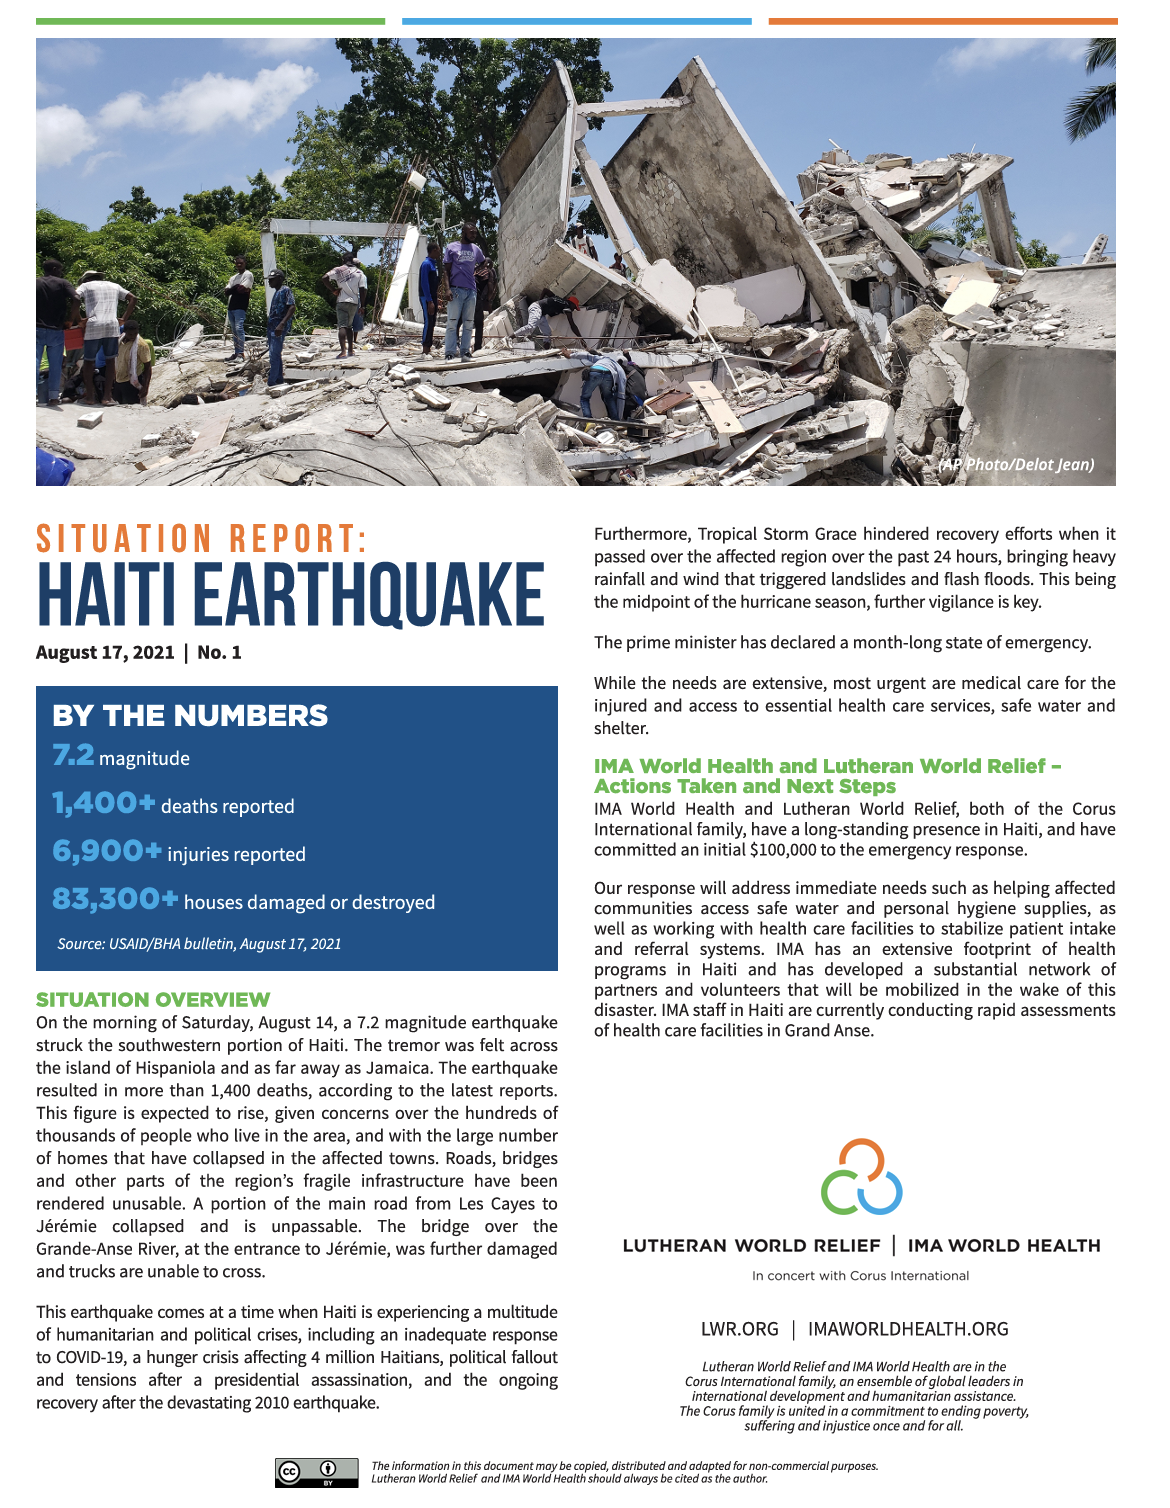 (AP Photo/Delot Jean)
SITUATION REPORT:
HAITI EARTHQUAKE
August 17, 2021 | No. 1
BY THE NUMBERS
7.2 magnitude
1,400+ deaths reported
6,900+ injuries reported
83,300+ houses damaged or destroyed
Source: USAID/BHA bulletin, August 17, 2021
SITUATION OVERVIEW
On the morning of Saturday, August 14, a 7.2 magnitude earthquake
struck the southwestern portion of Haiti. The tremor was felt across
the island of Hispaniola and as far away as Jamaica. The earthquake
resulted in more than 1,400 deaths, according to the latest reports.
This figure is expected to rise, given concerns over the hundreds of
thousands of people who live in the area, and with the large number
of homes that have collapsed in the affected towns. Roads, bridges
and other parts of the region's fragile infrastructure have been
rendered unusable. A portion of the main road from Les Cayes to
Jérémie collapsed and is unpassable. The bridge over the
Grande-Anse River, at the entrance to Jérémie, was further damaged
and trucks are unable to cross.
This earthquake comes at a time when Haiti is experiencing a multitude
of humanitarian and political crises, including an inadequate response
to COVID-19, a hunger crisis affecting 4 million Haitians, political fallout
and tensions after a presidential assassination, and the ongoing
recovery after the devastating 2010 earthquake.
Furthermore, Tropical Storm Grace hindered recovery efforts when it
passed over the affected region over the past 24 hours, bringing heavy
rainfall and wind that triggered landslides and flash floods. This being
the midpoint of the hurricane season, further vigilance is key.
The prime minister has declared a month-long state of emergency.
While the needs are extensive, most urgent are medical care for the
injured and access to essential health care services, safe water and
shelter.
IMA World Health and Lutheran World Relief –
Actions Taken and Next Steps
IMA World Health and Lutheran World Relief, both of the Corus
International family, have a long-standing presence in Haiti, and have
committed an initial $100,000 to the emergency response.
Our response will address immediate needs such as helping affected
communities access safe water and personal hygiene supplies, as
well as working with health care facilities to stabilize patient intake
and referral systems. IMA has an extensive footprint of health
programs in Haiti and has developed a substantial network of
partners and volunteers that will be mobilized in the wake of this
disaster. IMA staff in Haiti are currently conducting rapid assessments
of health care facilities in Grand Anse.
LUTHERAN WORLD RELIEF | IMA WORLD HEALTH
In concert with Corus International
LWR.ORG | IMAWORLDHEALTH.ORG
Lutheran World Relief and IMA World Health are in the
Corus International family, an ensemble of global leaders in
international development and humanitarian assistance.
The Corus family is united in a commitment to ending poverty,
suffering and injustice once and for all.
cc BY
The information in this document may be copied, distributed and adapted for non-commercial purposes.
Lutheran World Relief and IMA World Health should always be cited as the author.